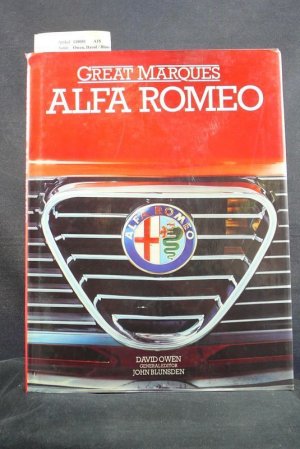 GREAT MARQUES
ALFA ROMEO
ALFA ROMEO
DAVID OWEN
GENERAL EDITOR
JOHN BLUNSDEN